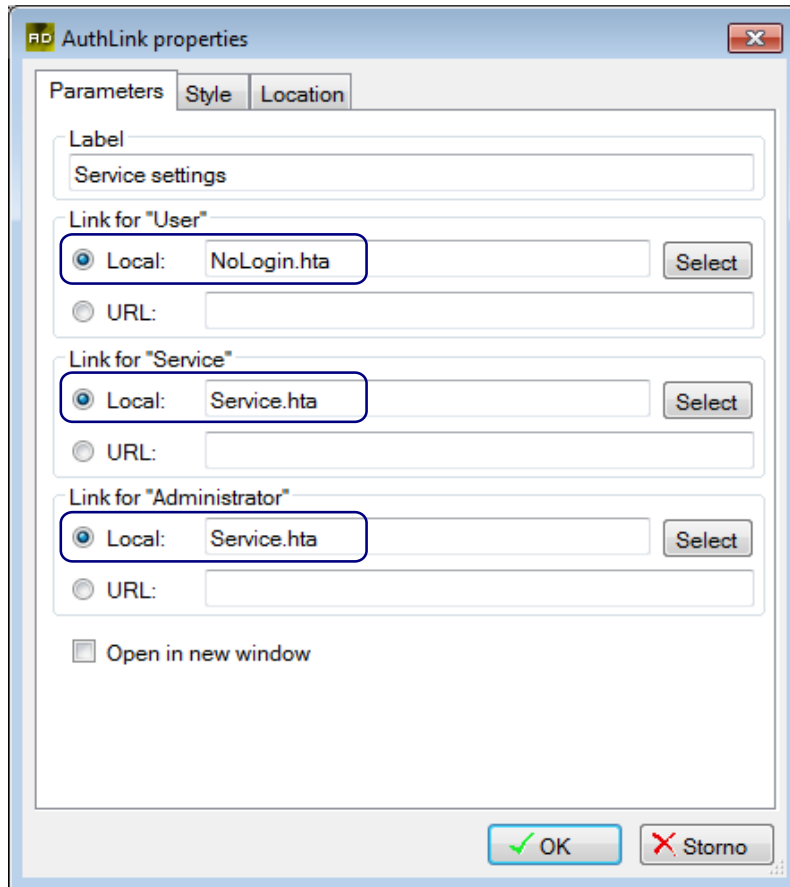 AD AuthLink properties
Parameters Style Location
Label
Service settings
Link for "User"
Local: NoLogin.hta Select
URL:
Link for "Service"
Local: Service.hta Select
URL:
Link for "Administrator"
Local: Service.hta Select
URL:
Open in new window
OK Storno